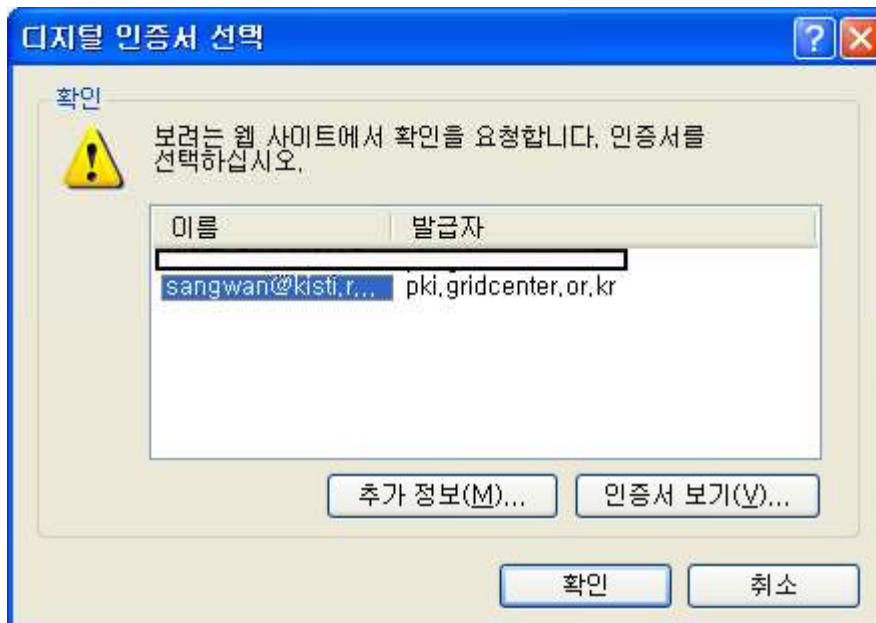 디지털 인증서 선택
확인
보려는 웹 사이트에서 확인을 요청합니다. 인증서를
선택하십시오.
이름 발급자
sangwan@kisti.r... pki.gridcenter.or.kr
추가 정보(M)... 인증서 보기(V)...
확인 취소